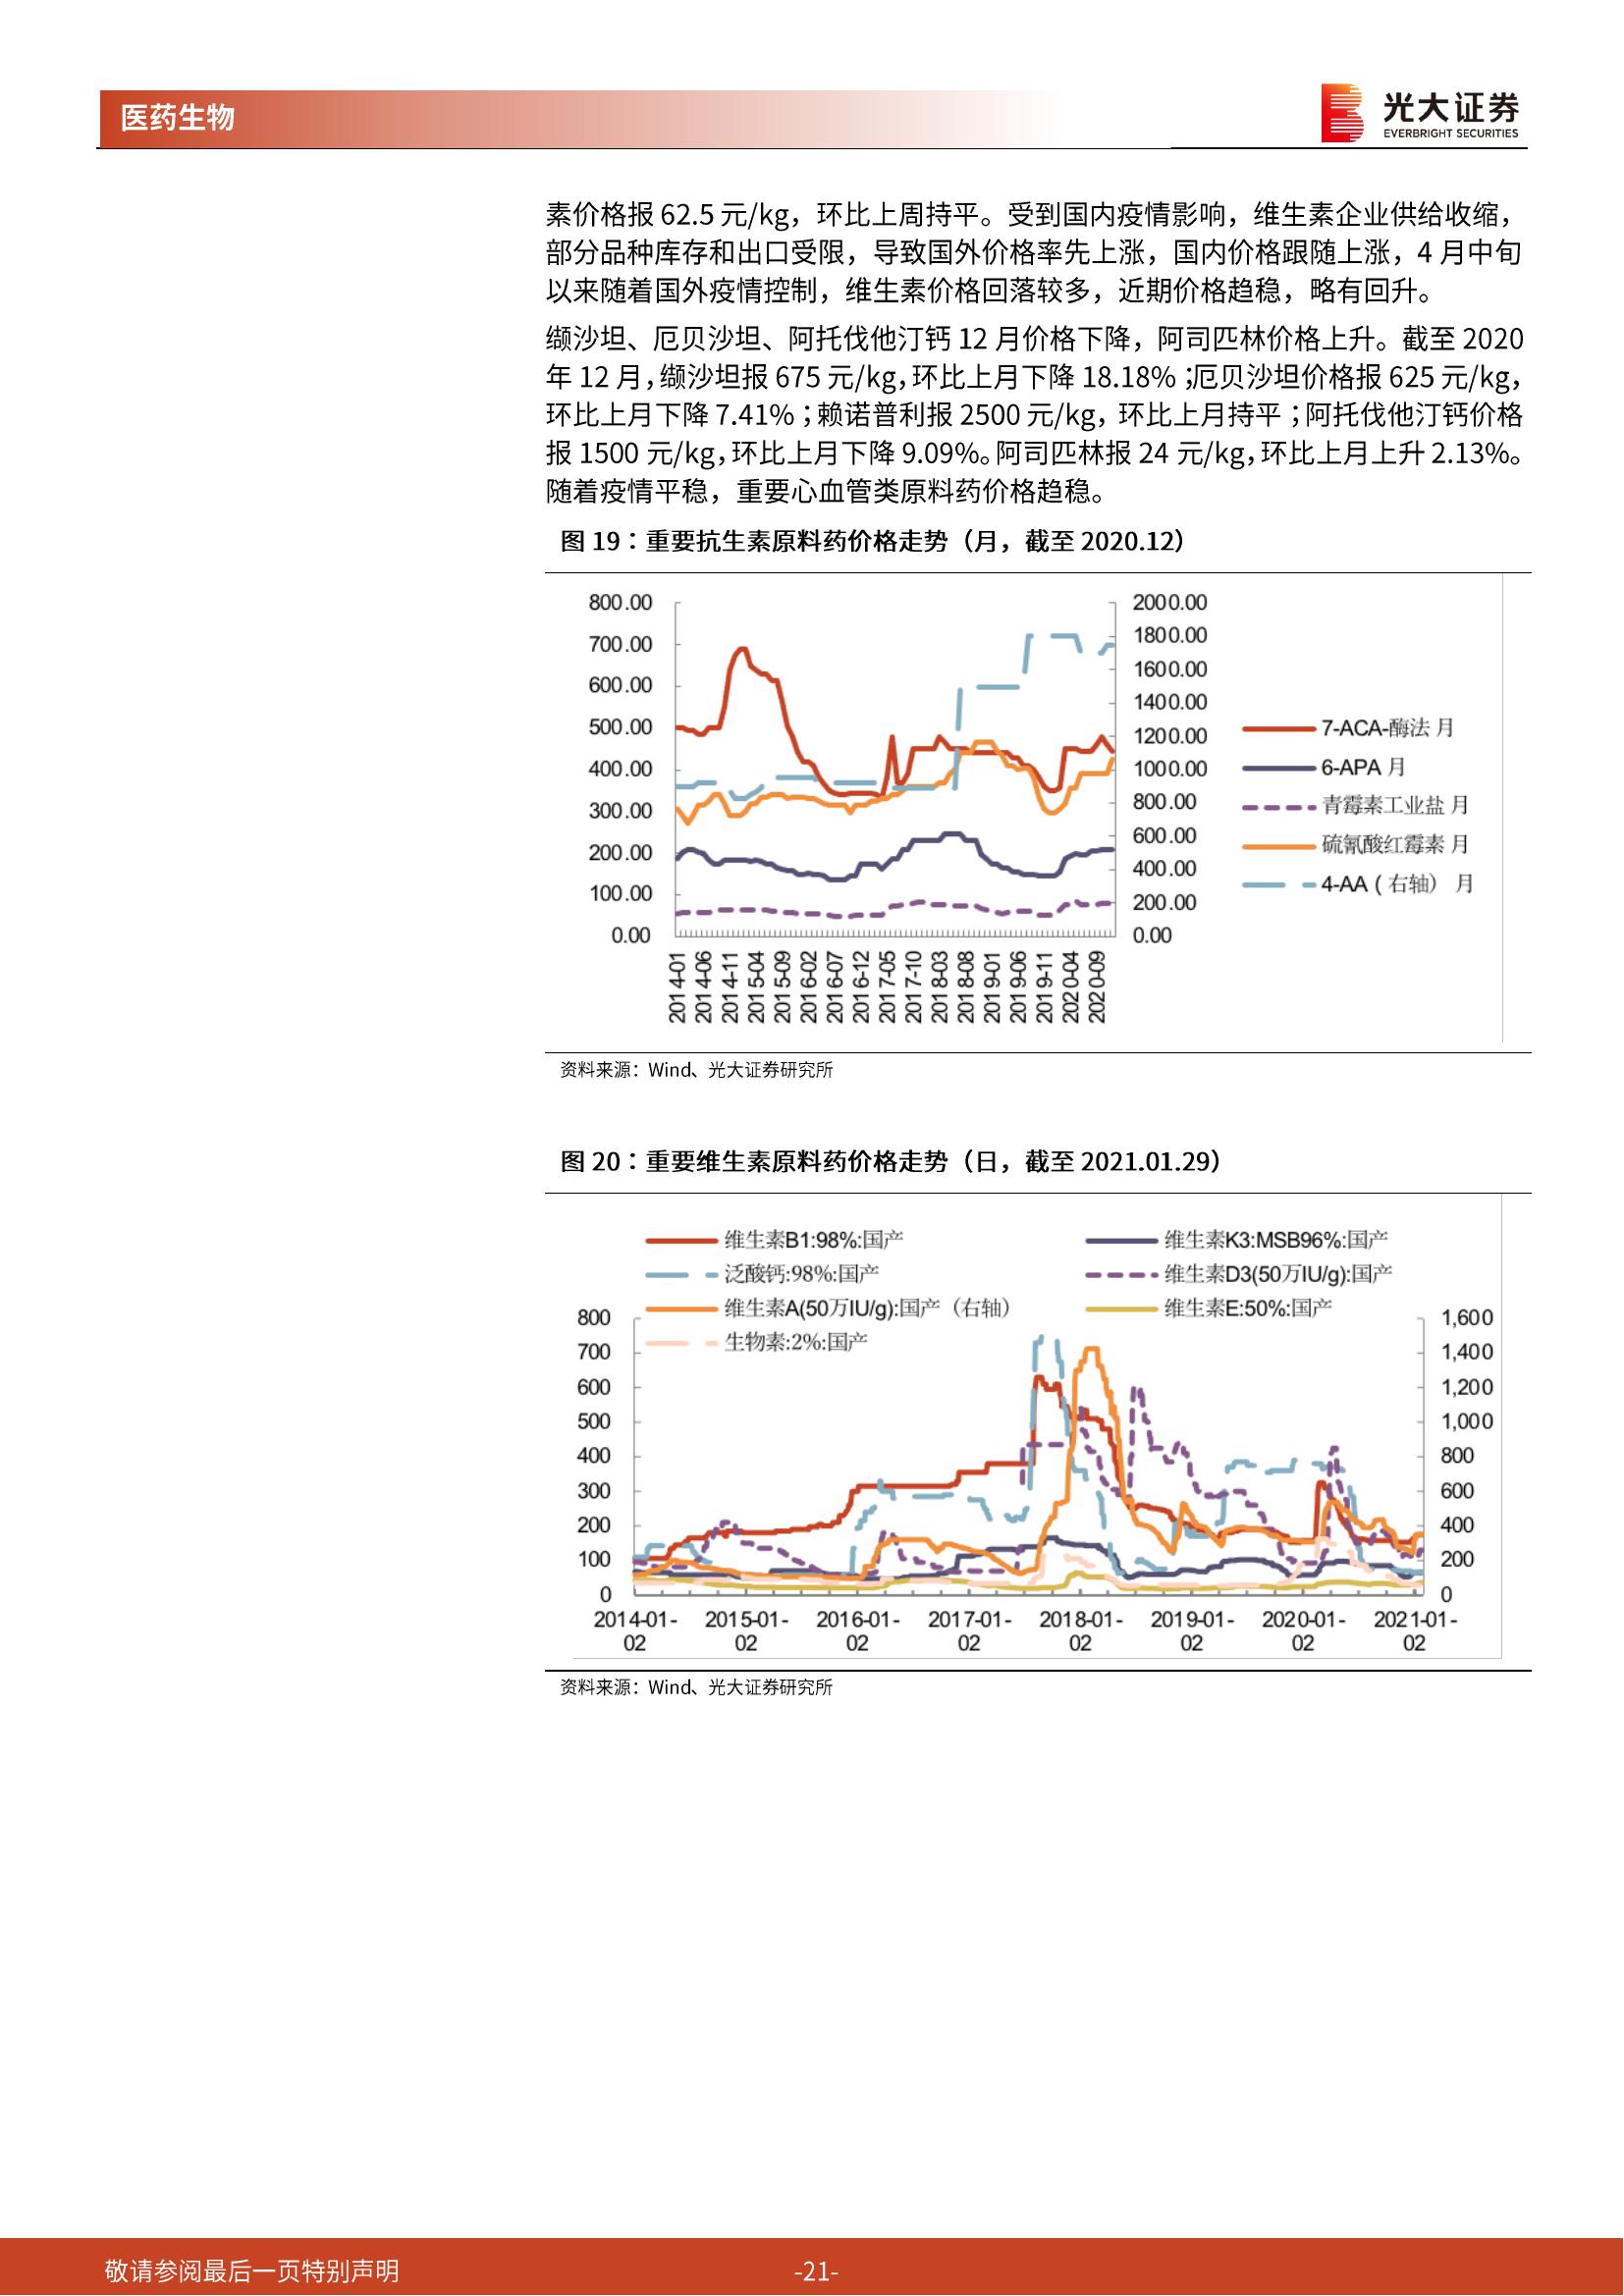 医药生物
光大证券
EVERBRIGHT SECURITIES
素价格报 62.5 元/kg，环比上周持平。受到国内疫情影响，维生素企业供给收缩，
部分品种库存和出口受限，导致国外价格率先上涨，国内价格跟随上涨，4 月中旬
以来随着国外疫情控制，维生素价格回落较多，近期价格趋稳，略有回升。
缬沙坦、厄贝沙坦、阿托伐他汀钙 12 月价格下降，阿司匹林价格上升。截至 2020
年 12 月，缬沙坦报 675 元/kg，环比上月下降 18.18%；厄贝沙坦价格报 625 元/kg，
环比上月下降 7.41%；赖诺普利报 2500 元/kg，环比上月持平；阿托伐他汀钙价格
报 1500 元/kg，环比上月下降 9.09%。阿司匹林报 24 元/kg，环比上月上升 2.13%。
随着疫情平稳，重要心血管类原料药价格趋稳。
图 19：重要抗生素原料药价格走势（月，截至 2020.12）
800.00
700.00
600.00
500.00
400.00
300.00
200.00
100.00
0.00
2000.00
1800.00
1600.00
1400.00
1200.00
1000.00
800.00
600.00
400.00
200.00
0.00
2014-01
2014-06
2014-11
2015-04
2015-09
2016-02
2016-07
2016-12
2017-05
2017-10
2018-03
2018-08
2019-01
2019-06
2019-11
2020-04
2020-09
7-ACA-酶法 月
6-APA 月
青霉素工业盐 月
硫氰酸红霉素 月
4-AA（右轴） 月
资料来源：Wind、光大证券研究所
图 20：重要维生素原料药价格走势（日，截至 2021.01.29）
维生素B1:98%:国产
维生素K3:MSB96%:国产
泛酸钙:98%:国产
维生素D3(50万IU/g):国产
维生素A(50万IU/g):国产（右轴）
维生素E:50%:国产
生物素:2%:国产
800
700
600
500
400
300
200
100
0
1,600
1,400
1,200
1,000
800
600
400
200
0
2014-01-02
2015-01-02
2016-01-02
2017-01-02
2018-01-02
2019-01-02
2020-01-02
2021-01-02
资料来源：Wind、光大证券研究所
敬请参阅最后一页特别声明
-21-